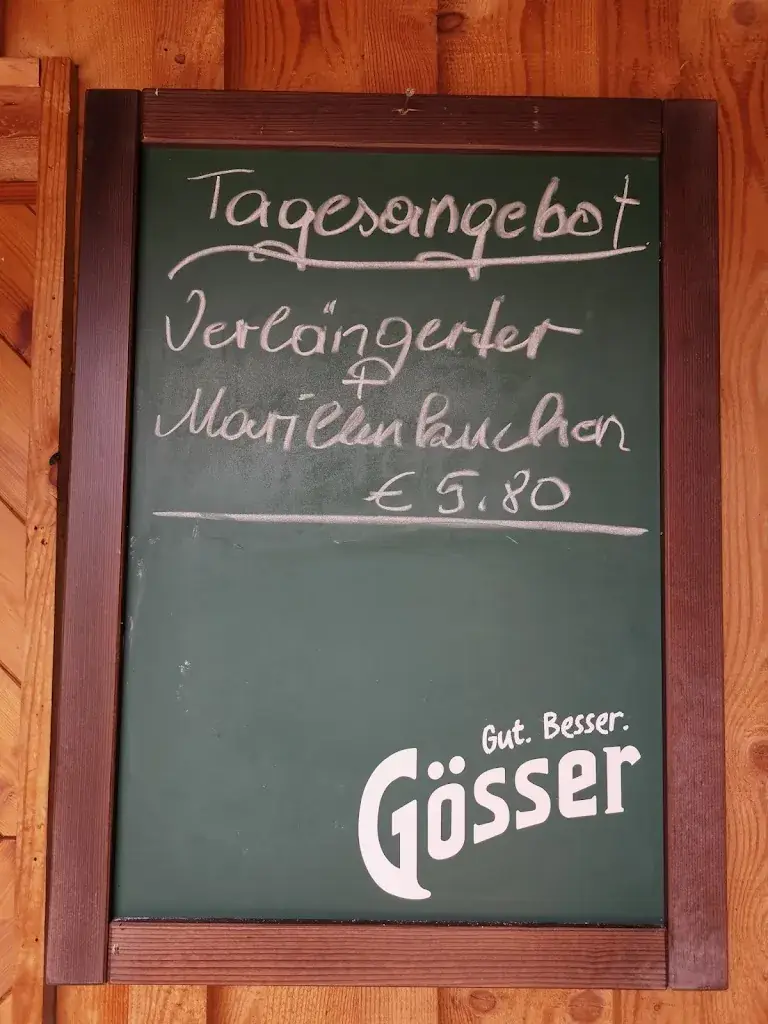 Tagesangebot
Verlängerter
+
Marillenkuchen
€ 5.80
Gut. Besser.
Gösser